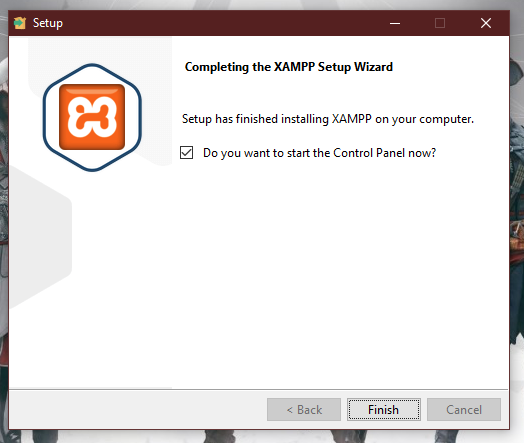 Setup
Completing the XAMPP Setup Wizard
Setup has finished installing XAMPP on your computer.
Do you want to start the Control Panel now?
< Back
Finish
Cancel